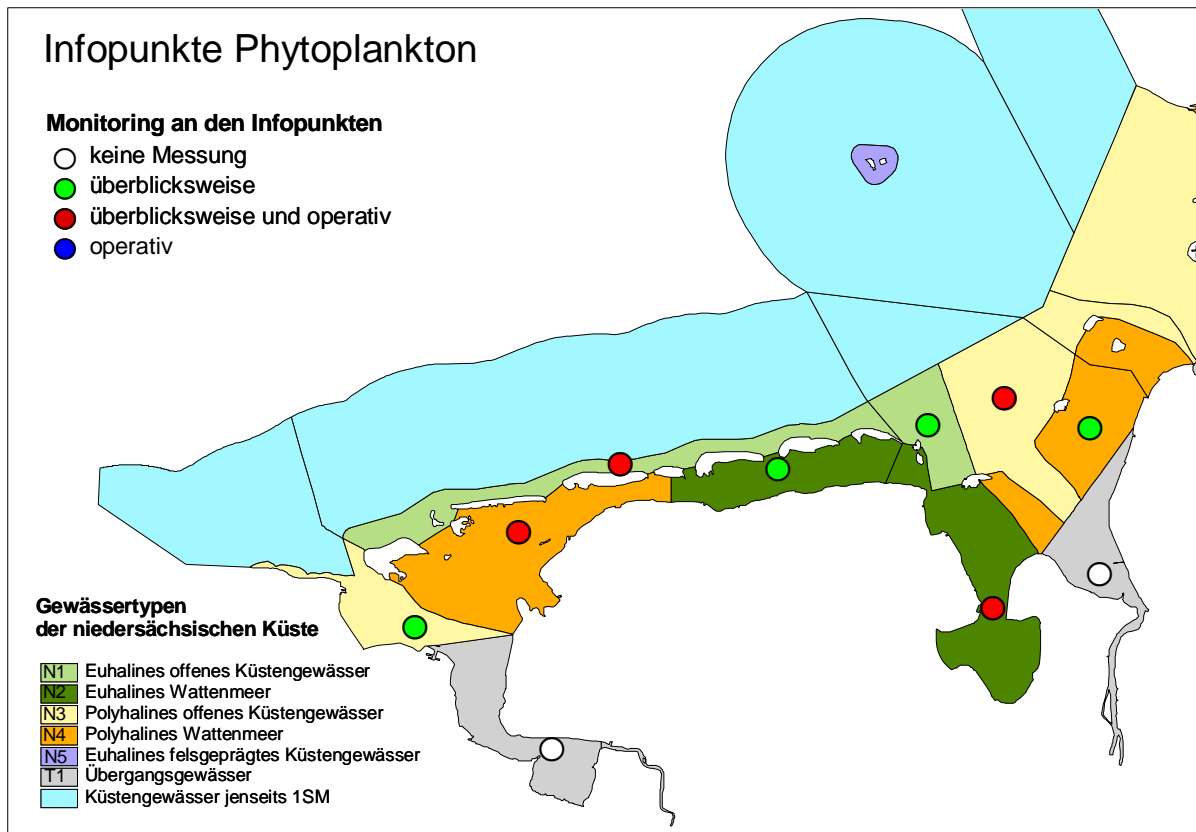 Infopunkte Phytoplankton
Monitoring an den Infopunkten
keine Messung
überblicksweise
überblicksweise und operativ
operativ
Gewässertypen
der niedersächsischen Küste
N1 Euhalines offenes Küstengewässer
N2 Euhalines Wattenmeer
N3 Polyhalines offenes Küstengewässer
N4 Polyhalines Wattenmeer
N5 Euhalines felsgeprägtes Küstengewässer
T1 Übergangsgewässer
Küstengewässer jenseits 1SM